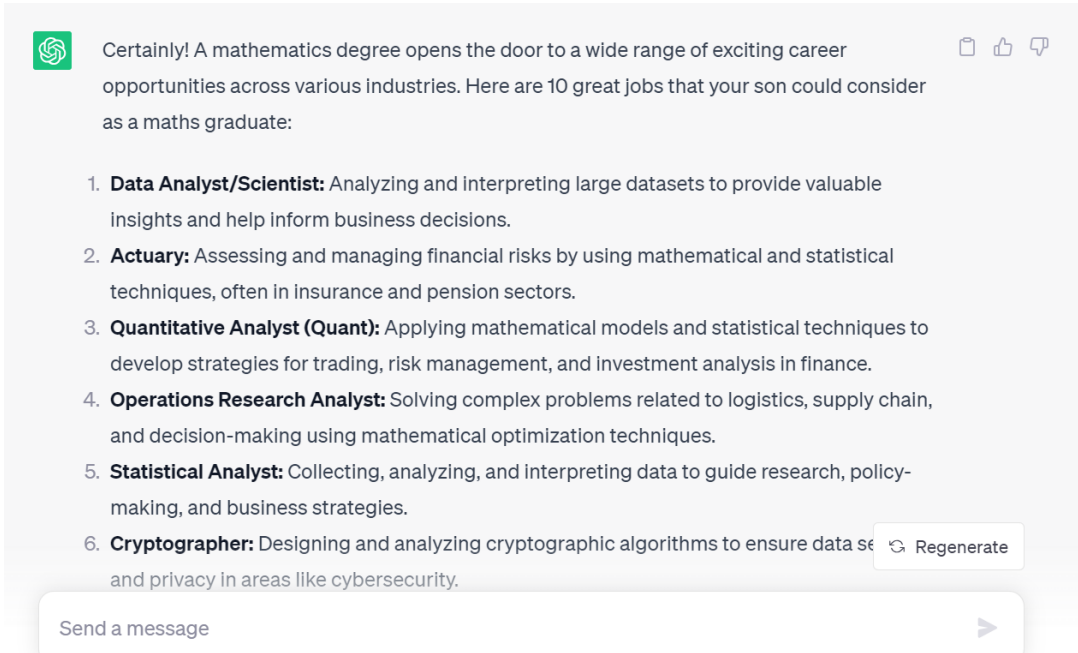 Certainly! A mathematics degree opens the door to a wide range of exciting career
opportunities across various industries. Here are 10 great jobs that your son could consider
as a maths graduate:
1. Data Analyst/Scientist: Analyzing and interpreting large datasets to provide valuable
insights and help inform business decisions.
2. Actuary: Assessing and managing financial risks by using mathematical and statistical
techniques, often in insurance and pension sectors.
3. Quantitative Analyst (Quant): Applying mathematical models and statistical techniques to
develop strategies for trading, risk management, and investment analysis in finance.
4. Operations Research Analyst: Solving complex problems related to logistics, supply chain,
and decision-making using mathematical optimization techniques.
5. Statistical Analyst: Collecting, analyzing, and interpreting data to guide research, policy-
making, and business strategies.
6. Cryptographer: Designing and analyzing cryptographic algorithms to ensure data
Regenerate
and privacy in areas like cybersecurity.
Send a message